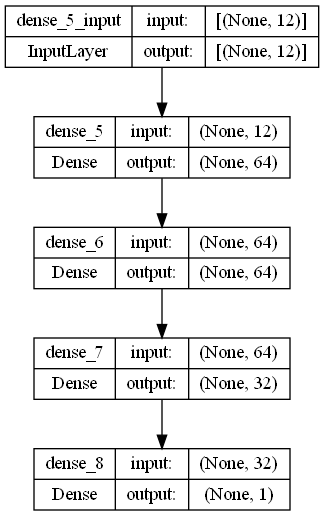 dense_5_input input: [(None, 12)]
InputLayer output: [(None, 12)]
dense_5 input: (None, 12)
Dense output: (None, 64)
dense_6 input: (None, 64)
Dense output: (None, 64)
dense_7 input: (None, 64)
Dense output: (None, 32)
dense_8 input: (None, 32)
Dense output: (None, 1)